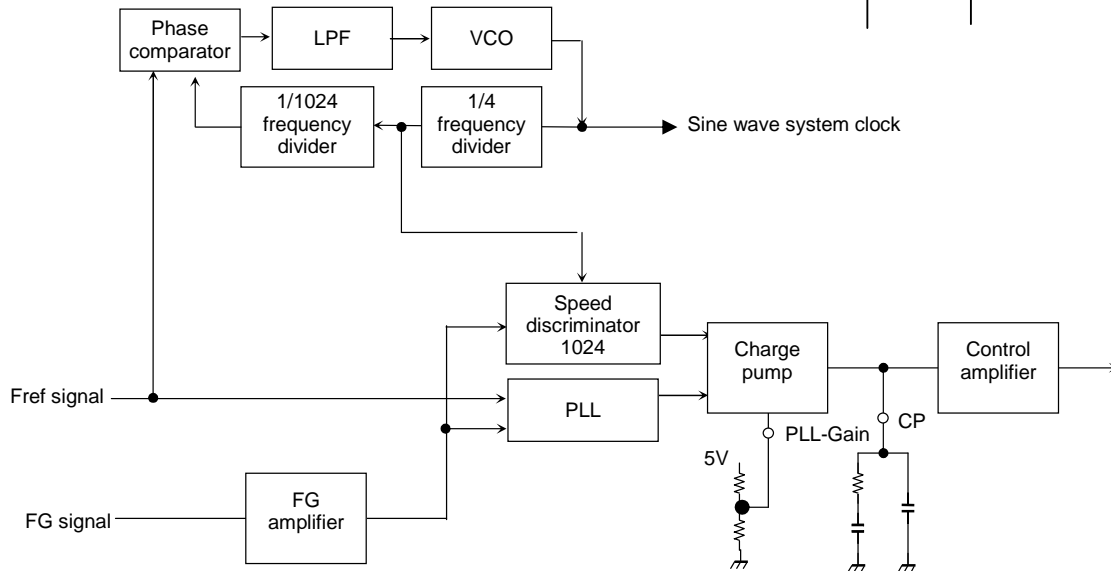 Phase
comparator
LPF
VCO
1/1024
frequency
divider
1/4
frequency
divider
Sine wave system clock
Speed
discriminator
1024
Charge
pump
Control
amplifier
Fref signal
PLL
PLL-Gain
CP
5V
FG signal
FG
amplifier